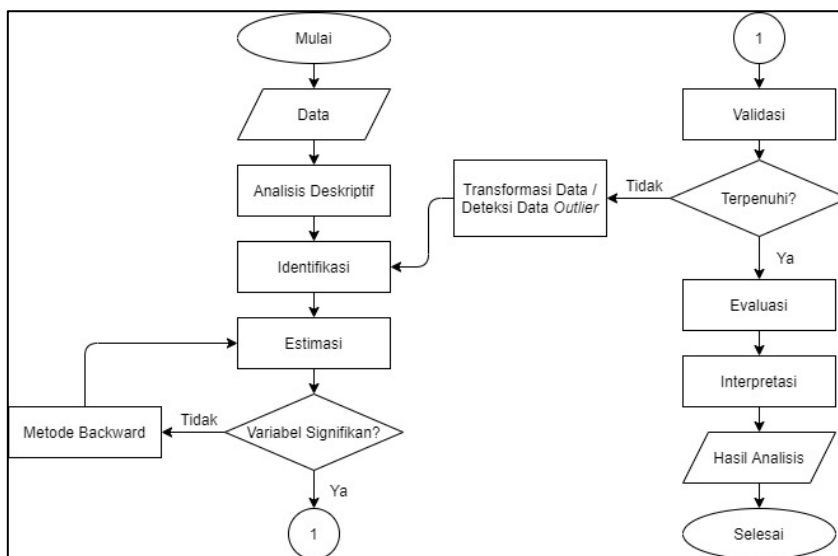 Mulai
Data
Analisis Deskriptif
Identifikasi
Estimasi
Variabel Signifikan?
Tidak
Metode Backward
Ya
1
1
Validasi
Terpenuhi?
Tidak
Transformasi Data /
Deteksi Data Outlier
Ya
Evaluasi
Interpretasi
Hasil Analisis
Selesai